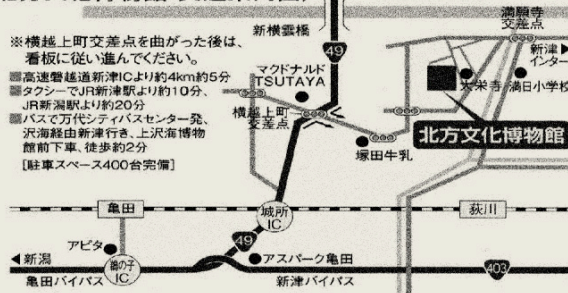 新横雲橋
満願寺
交差点
※横越上町交差点を曲がった後は、
看板に従い進んでください。
49
新津
インター
マクドナルド
TSUTAYA
高速磐越道新津ICより約4km約5分
タクシーでJR新津駅より約10分、
JR新潟駅より約20分
バスで万代シティバスセンター発、
沢海経由新津行き、上沢海博物
館前下車、徒歩約2分
[駐車スペース400台完備]
大栄寺
満日小学校
横越上町
交差点
北方文化博物館
塚田牛乳
亀田
城所
IC
荻川
アピタ
49
新潟
鵜の子
IC
アスパーク亀田
403
亀田バイパス
新津バイパス